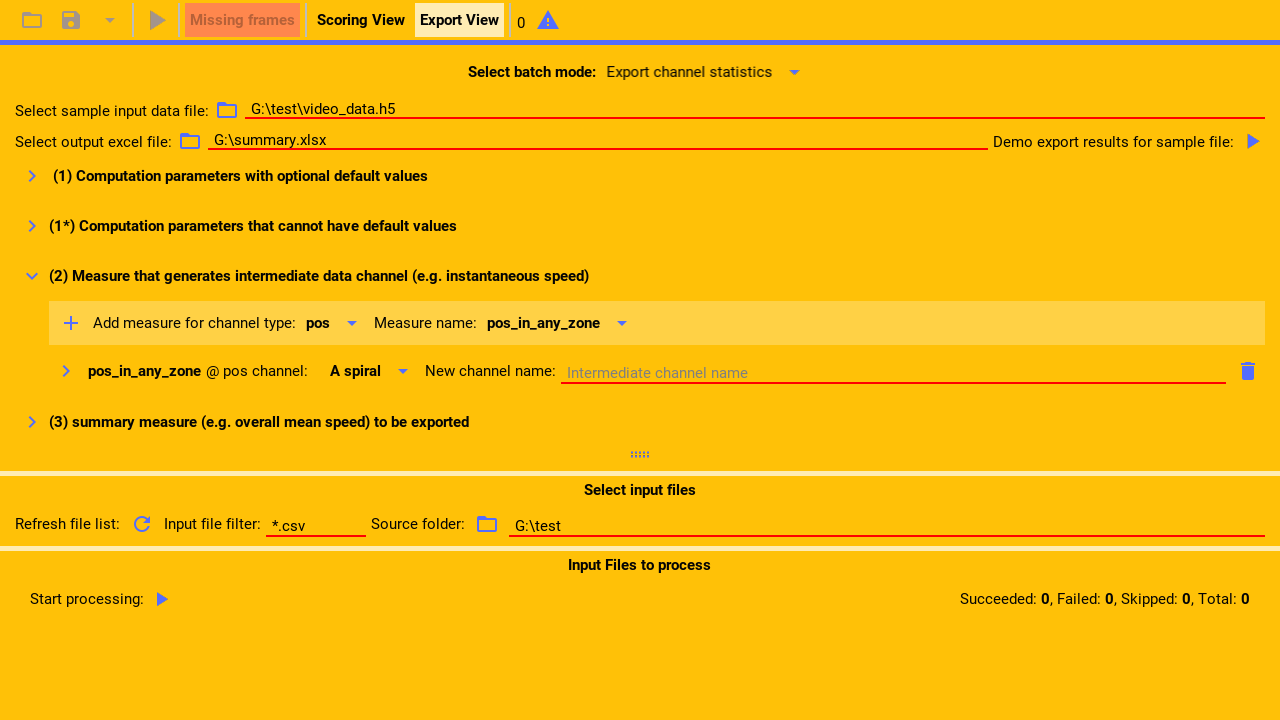 Missing frames Scoring View Export View 0
Select batch mode: Export channel statistics
Select sample input data file: G:\test\video_data.h5
Select output excel file: G:\summary.xlsx Demo export results for sample file:
(1) Computation parameters with optional default values
(1*) Computation parameters that cannot have default values
(2) Measure that generates intermediate data channel (e.g. instantaneous speed)
Add measure for channel type: pos Measure name: pos_in_any_zone
pos_in_any_zone @ pos channel: A spiral New channel name: Intermediate channel name
(3) summary measure (e.g. overall mean speed) to be exported
Select input files
Refresh file list: Input file filter: *.csv Source folder: G:\test
Input Files to process
Start processing: Succeeded: 0, Failed: 0, Skipped: 0, Total: 0